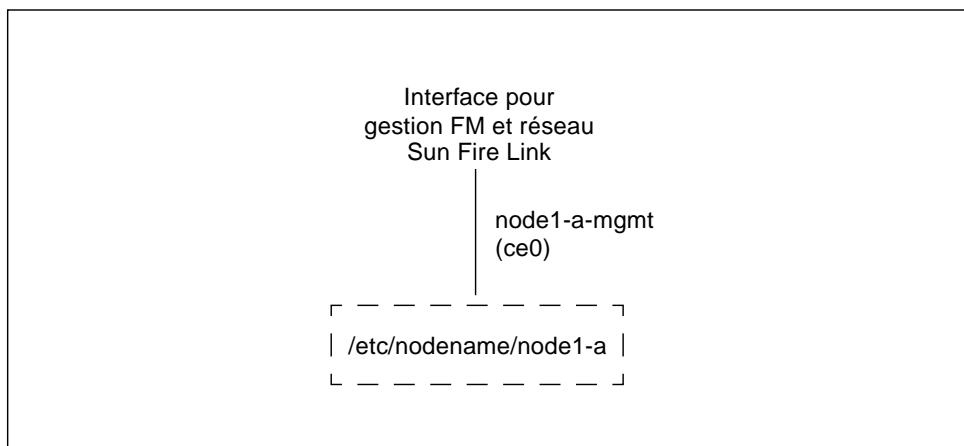 Interface pour
gestion FM et réseau
Sun Fire Link
node1-a-mgmt
(ce0)
/etc/nodename/node1-a